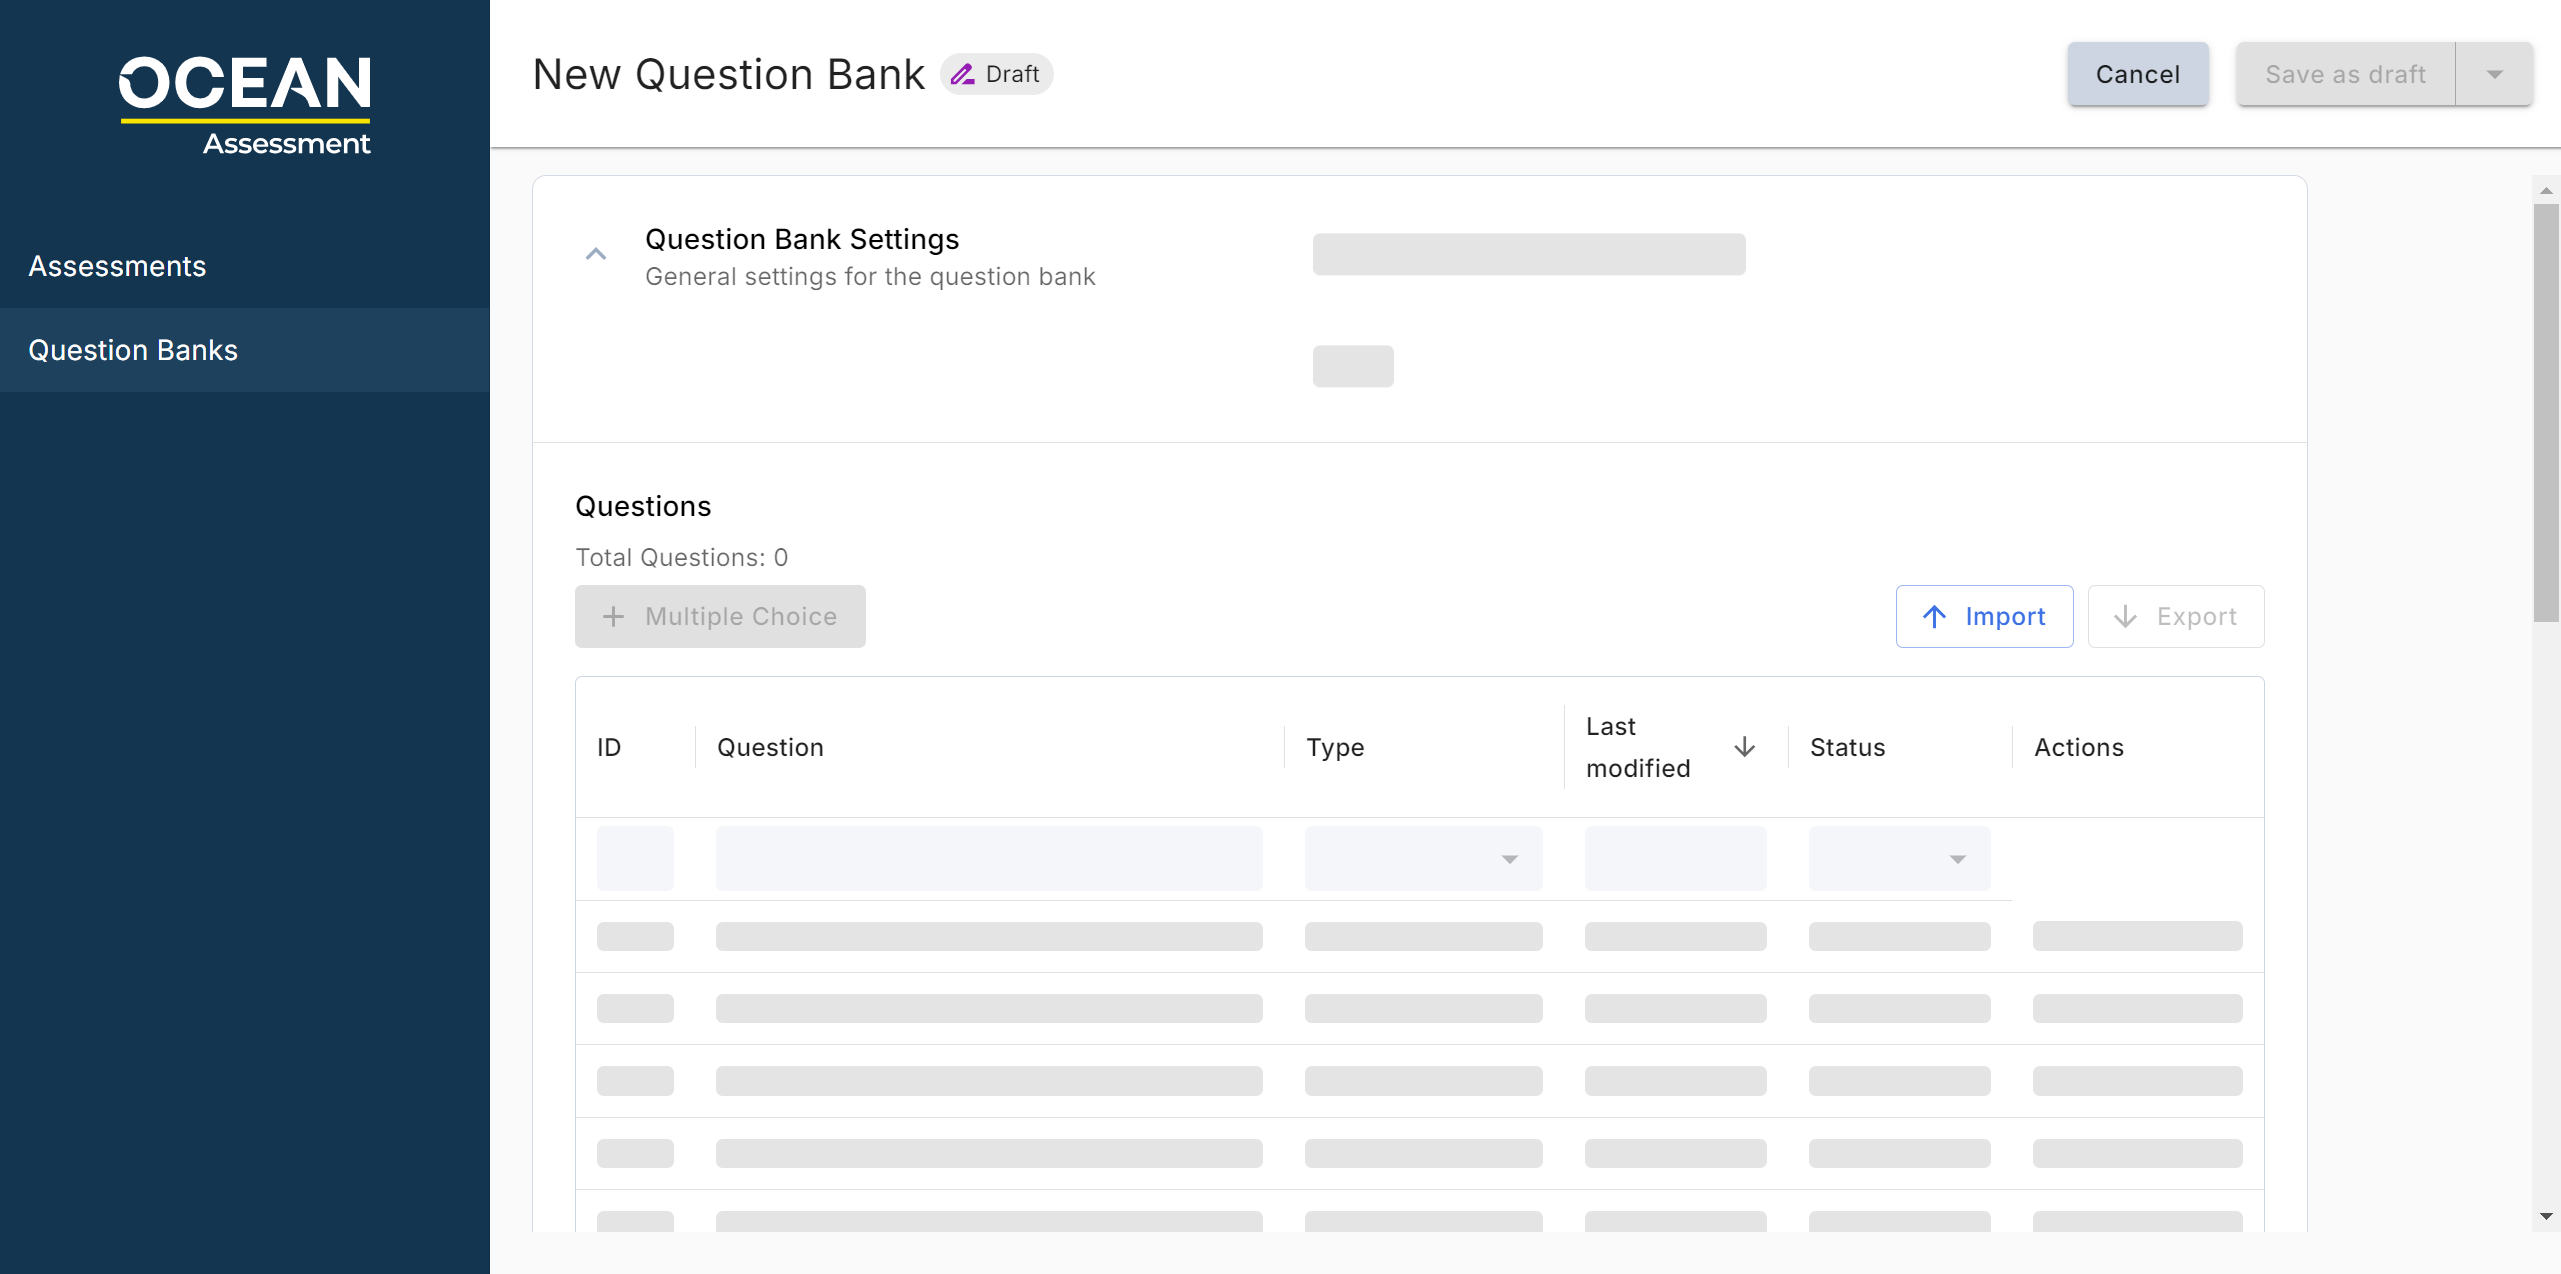 OCEAN
Assessment
Assessments
Question Banks
New Question Bank
Draft
Cancel
Save as draft
Question Bank Settings
General settings for the question bank
Questions
Total Questions: 0
Multiple Choice
Import
Export
ID
Question
Type
Last
modified
Status
Actions